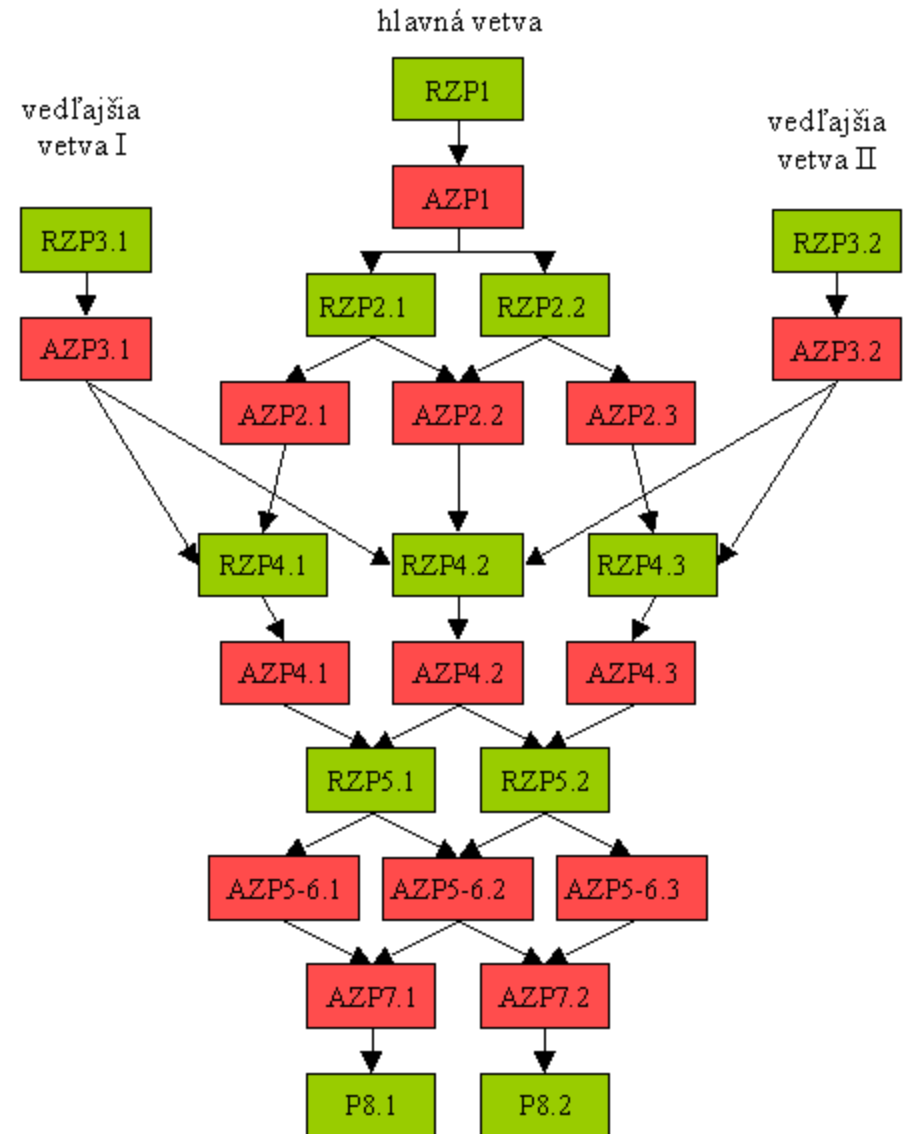 hlavná vetva
RZP1
vedľajšia
vetva I
vedľajšia
vetva II
AZP1
RZP3.1
RZP3.2
RZP2.1
RZP2.2
AZP3.1
AZP3.2
AZP2.1
AZP2.2
AZP2.3
RZP4.1
RZP4.2
RZP4.3
AZP4.1
AZP4.2
AZP4.3
RZP5.1
RZP5.2
AZP5-6.1
AZP5-6.2
AZP5-6.3
AZP7.1
AZP7.2
P8.1
P8.2